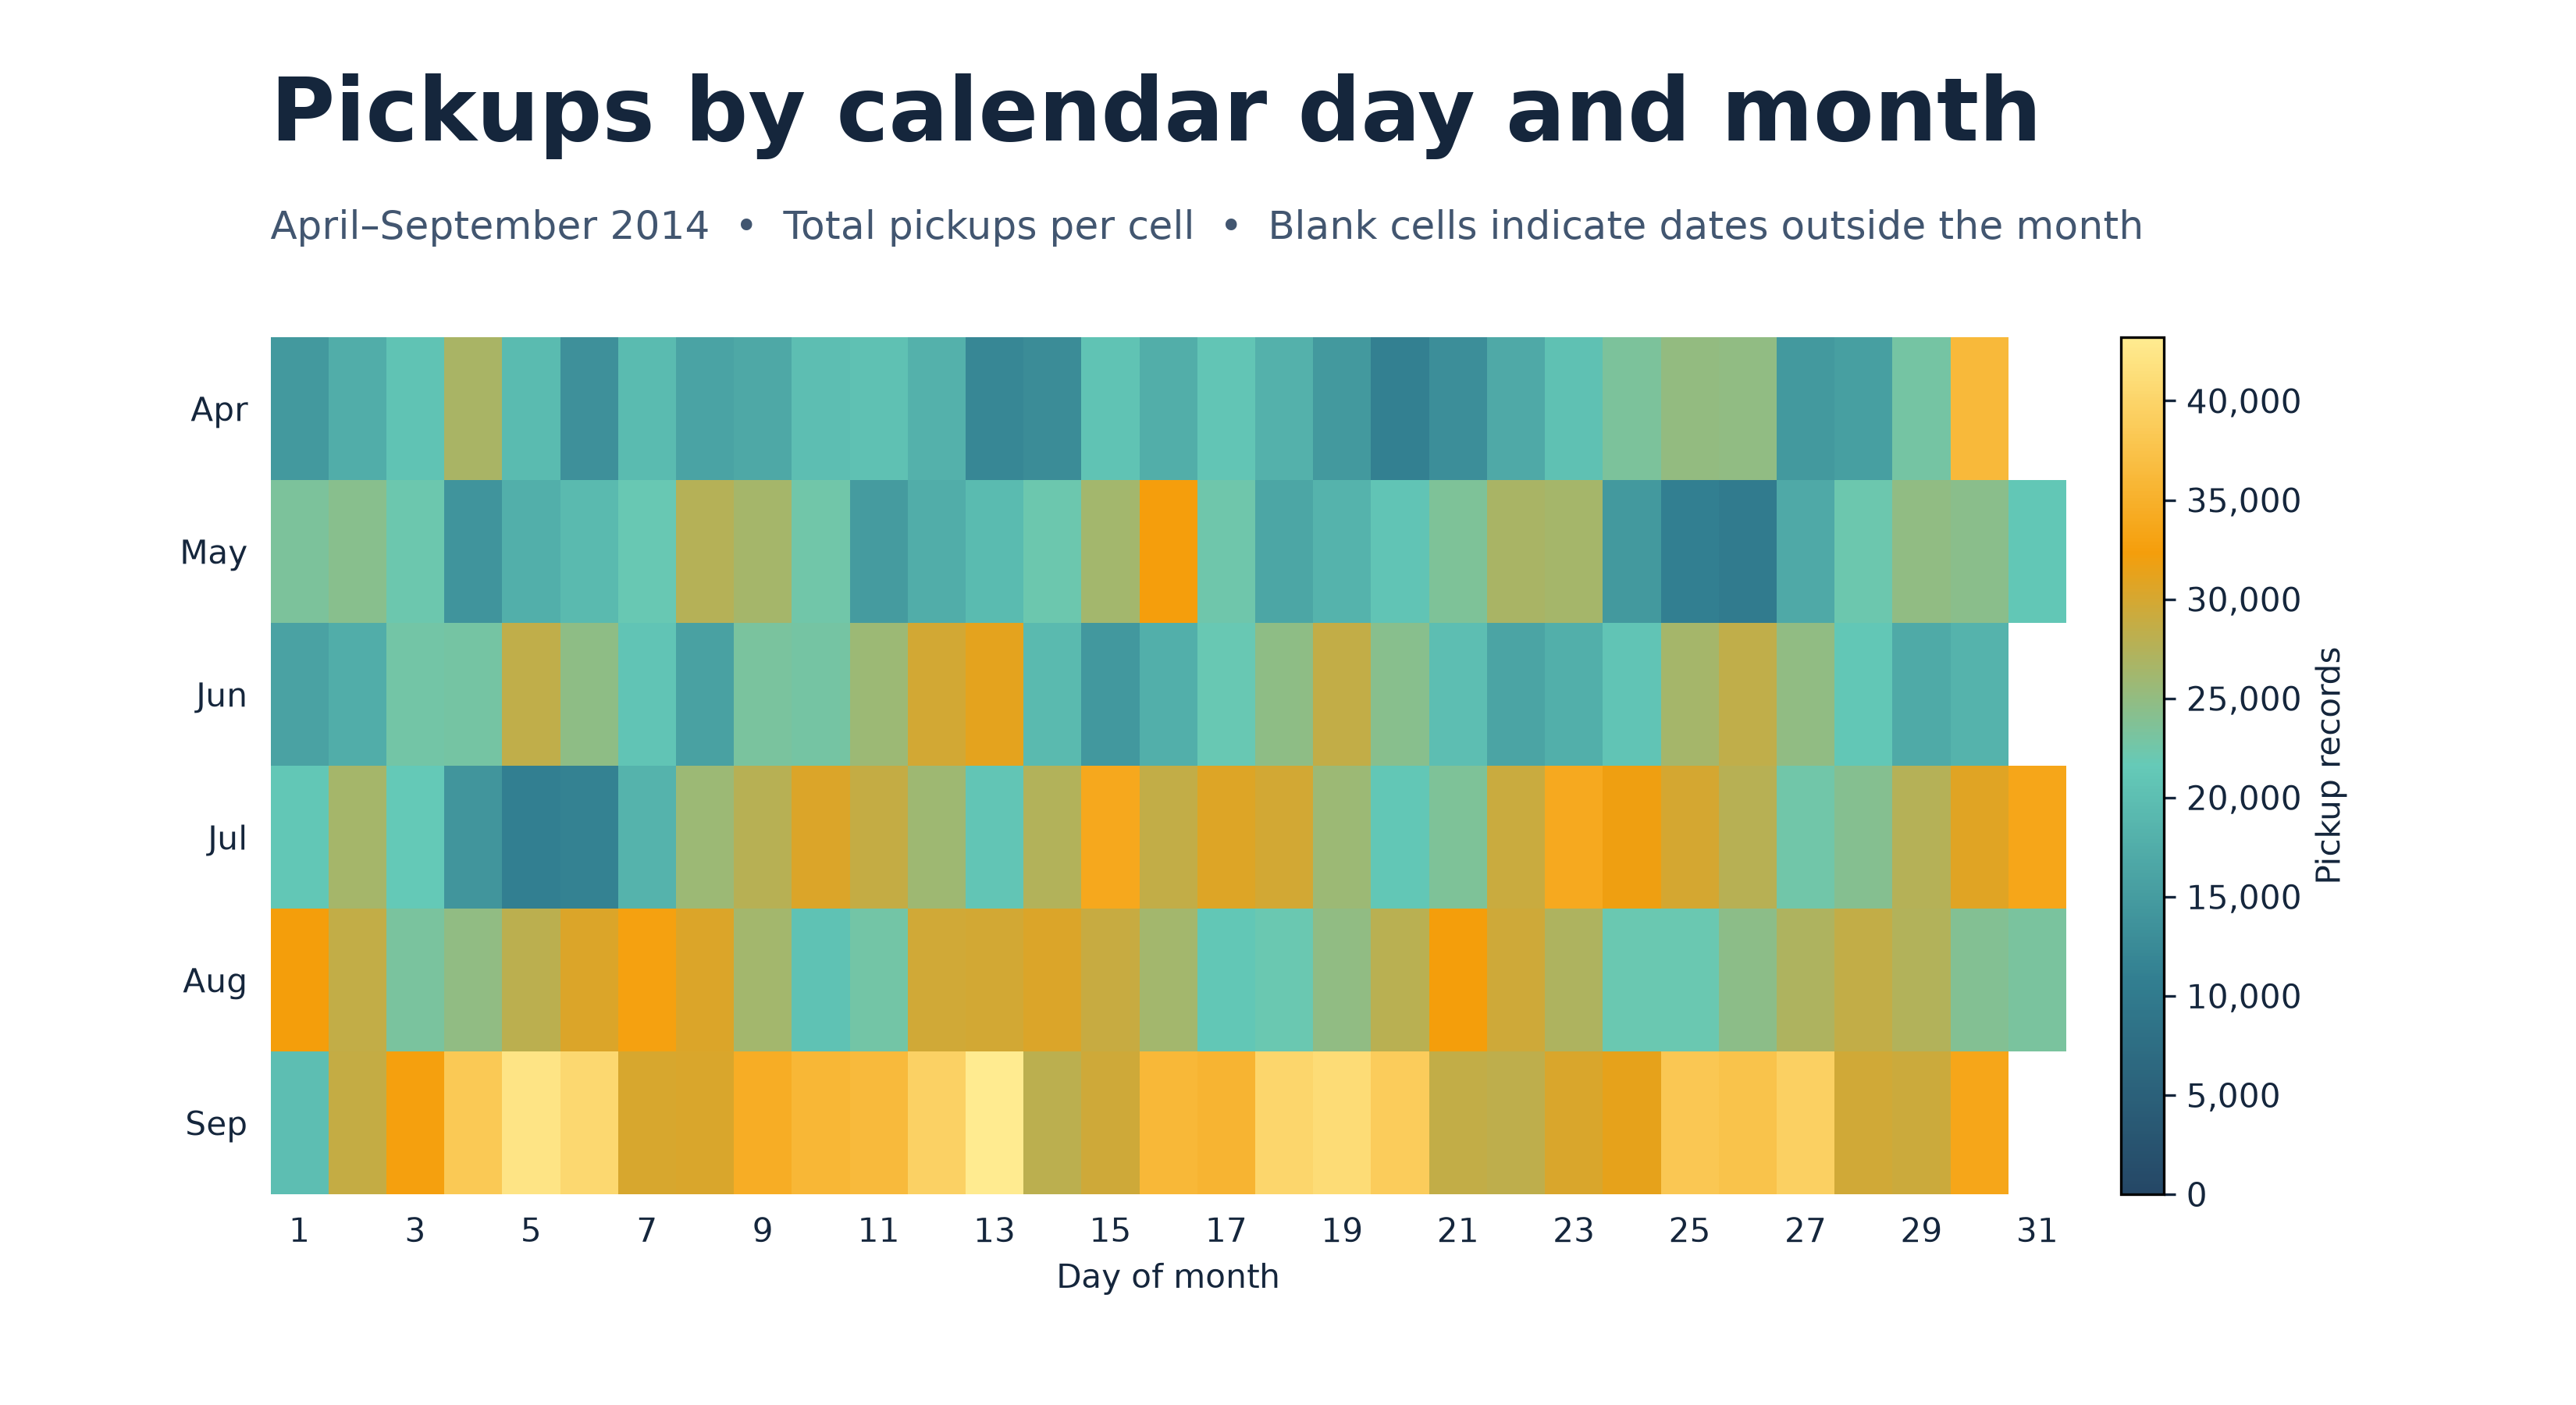 Pickups by calendar day and month
April–September 2014 • Total pickups per cell • Blank cells indicate dates outside the month
Apr
May
Jun
Jul
Aug
Sep
1 3 5 7 9 11 13 15 17 19 21 23 25 27 29 31
Day of month
40,000
35,000
30,000
25,000
20,000
15,000
10,000
5,000
0
Pickup records